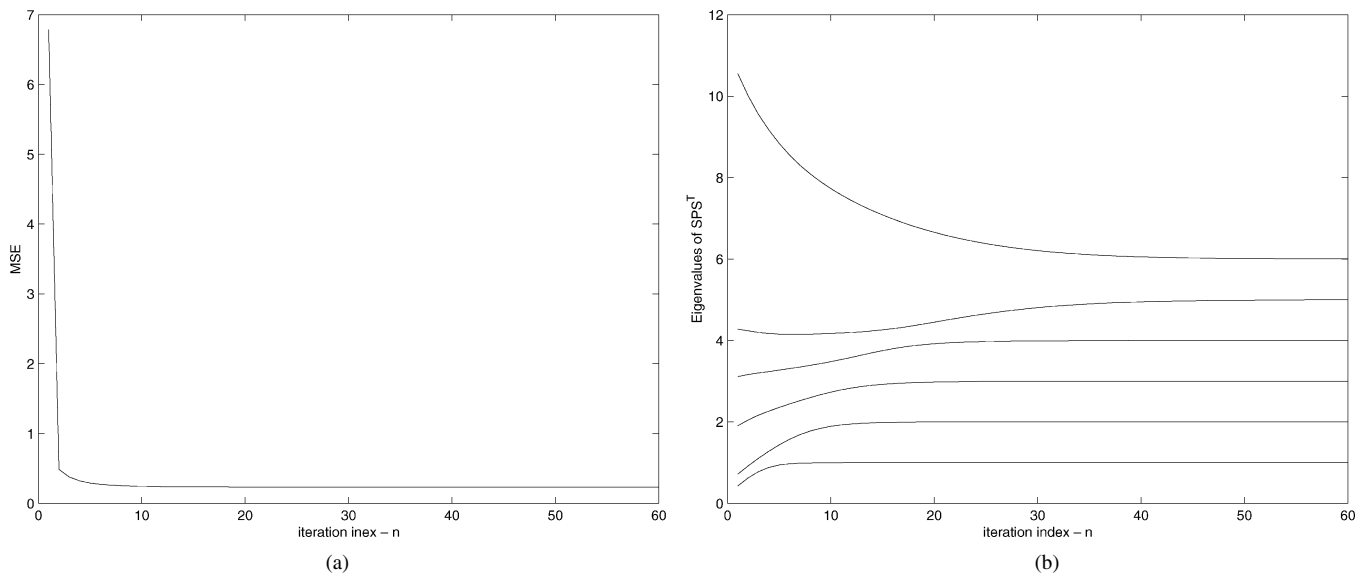 7
6
5
4
3
2
1
0
MSE
0 10 20 30 40 50 60
iteration inex – n
(a)
12
10
8
6
4
2
0
Eigenvalues of SPS^T
0 10 20 30 40 50 60
iteration index – n
(b)